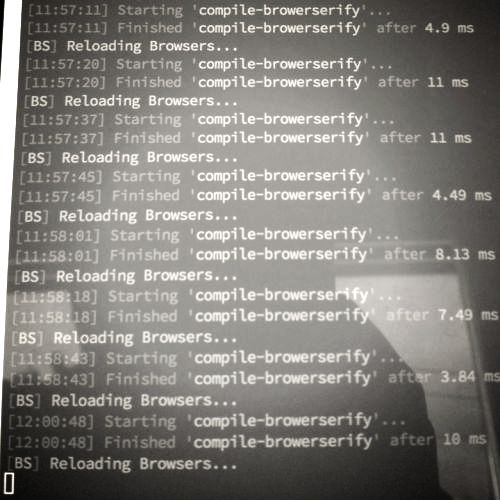 [11:57:11] Starting 'compile-browerserify'...
[11:57:11] Finished 'compile-browerserify' after 4.9 ms
[BS] Reloading Browsers...
[11:57:20] Starting 'compile-browerserify'...
[11:57:20] Finished 'compile-browerserify' after 11 ms
[BS] Reloading Browsers...
[11:57:37] Starting 'compile-browerserify'...
[11:57:37] Finished 'compile-browerserify' after 11 ms
[BS] Reloading Browsers...
[11:57:45] Starting 'compile-browerserify'...
[11:57:45] Finished 'compile-browerserify' after 4.49 ms
[BS] Reloading Browsers...
[11:58:01] Starting 'compile-browerserify'...
[11:58:01] Finished 'compile-browerserify' after 8.13 ms
[BS] Reloading Browsers...
[11:58:18] Starting 'compile-browerserify'...
[11:58:18] Finished 'compile-browerserify' after 7.49 ms
[BS] Reloading Browsers...
[11:58:43] Starting 'compile-browerserify'...
[11:58:43] Finished 'compile-browerserify' after 3.84 ms
[BS] Reloading Browsers...
[12:00:48] Starting 'compile-browerserify'...
[12:00:48] Finished 'compile-browerserify' after 10 ms
[BS] Reloading Browsers...